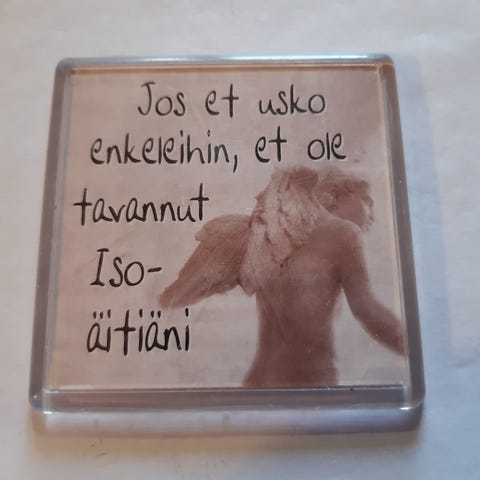 Jos et usko
enkeleihin, et ole
tavannut
Iso-
äitiäni